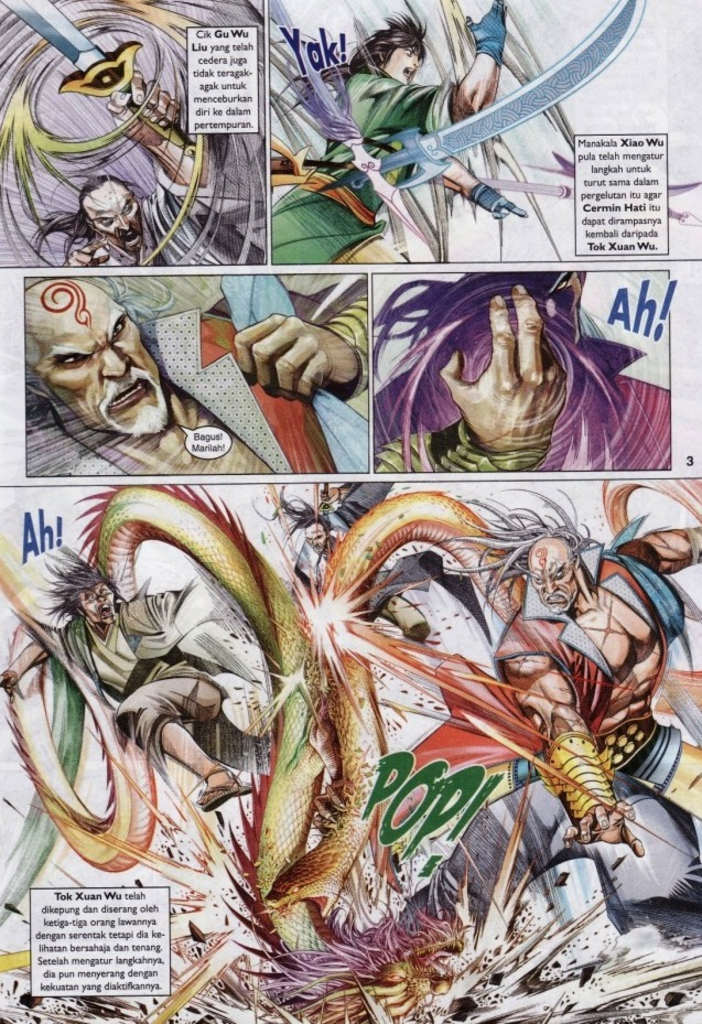 Cik Gu Wu
Liu yang telah
cedera juga
tidak teragak-
agak untuk
menceburkan
diri ke dalam
pertempuran.
Yak!
Manakala Xiao Wu
pula telah mengatur
langkah untuk
turut sama dalam
pergelutan itu agar
Cermin Hati itu
dapat dirampasnya
kembali daripada
Tok Xuan Wu.
Bagus!
Marilah!
Ah!
3
Ah!
POP!
Tok Xuan Wu telah
dikepung dan diserang oleh
ketiga-tiga orang lawannya
dengan serentak tetapi dia ke-
lihatan bersahaja dan tenang.
Setelah mengatur langkahnya,
dia pun menyerang dengan
kekuatan yang diaktifkannya.